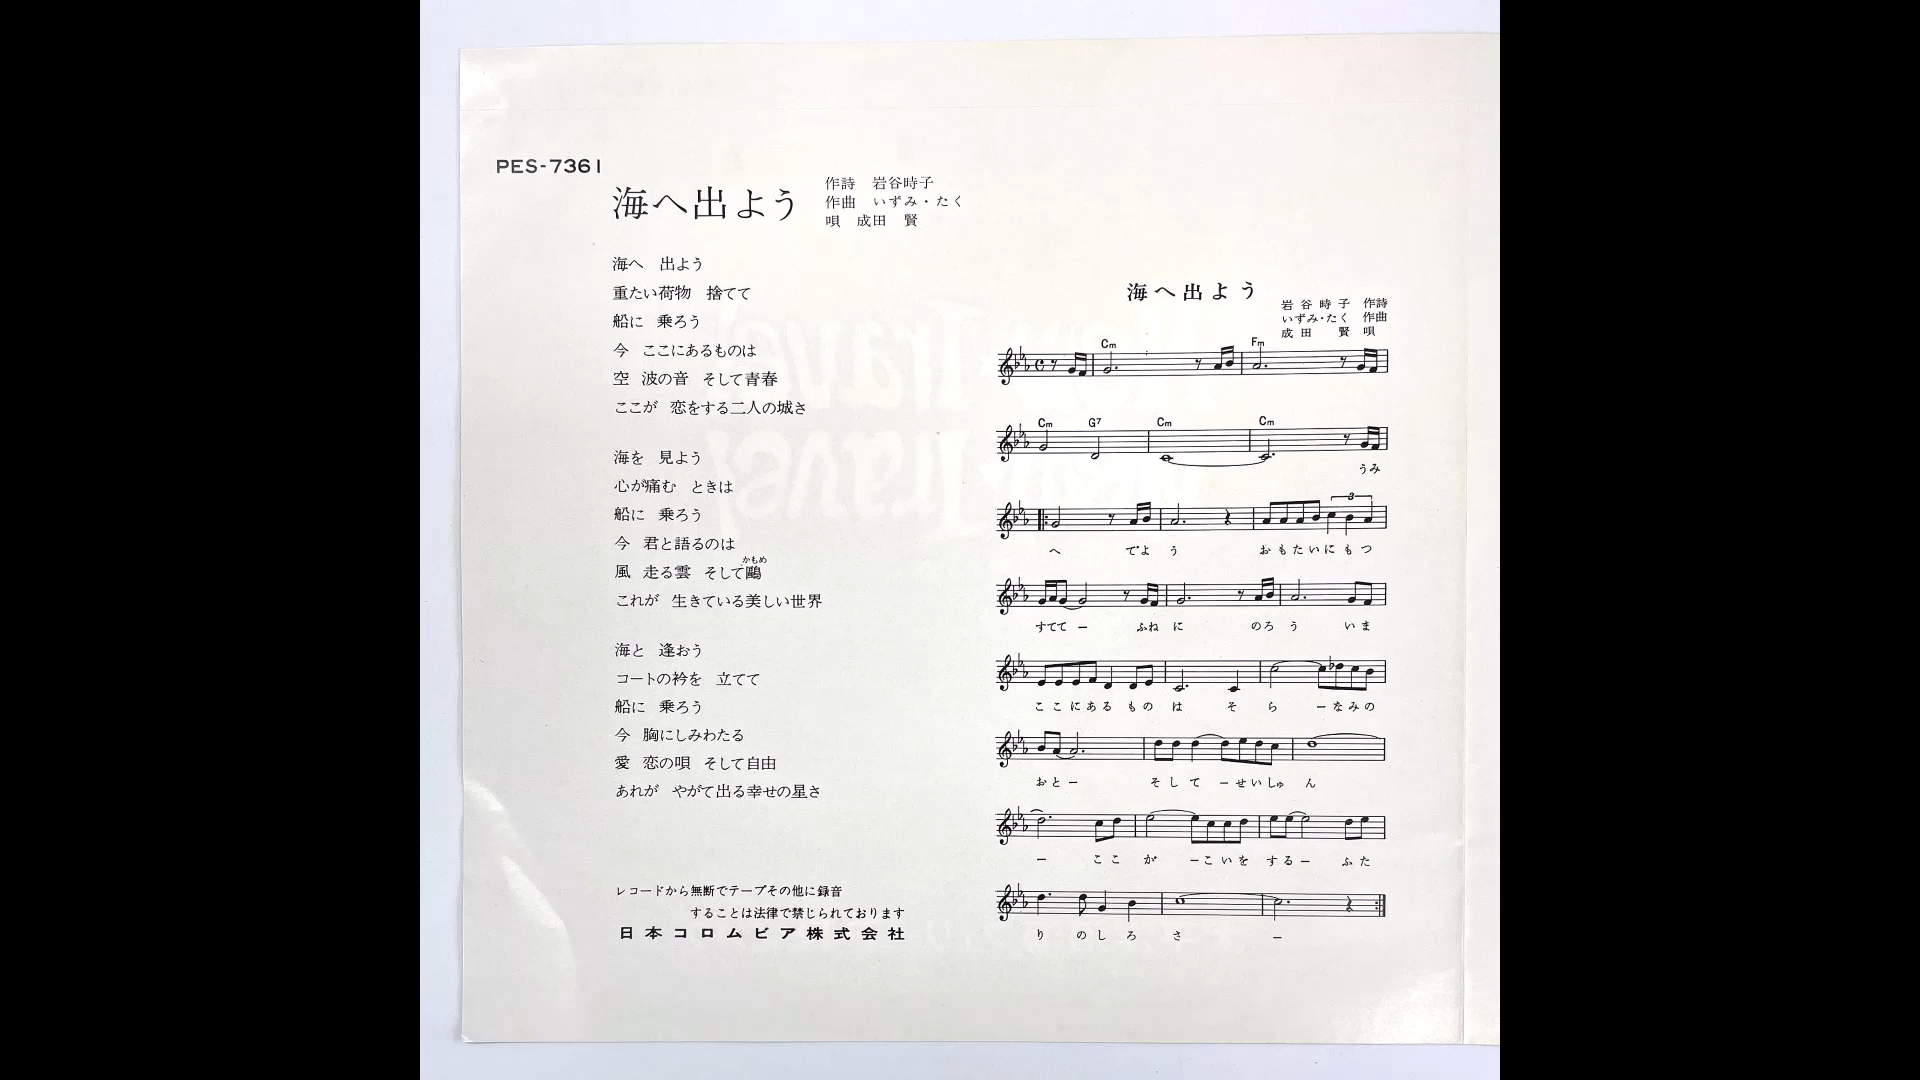 PES-7361
海へ出よう
作詩 岩谷時子
作曲 いずみ・たく
唄 成田 賢
海へ 出よう
重たい荷物 捨てて
船に 乗ろう
今 ここにあるものは
空 波の音 そして青春
ここが 恋をする二人の城さ
海を 見よう
心が痛む ときは
船に 乗ろう
今 君と語るのは
かもめ
風 走る雲 そして鷗
これが 生きている美しい世界
海と 逢おう
コートの衿を 立てて
船に 乗ろう
今 胸にしみわたる
愛 恋の唄 そして自由
あれが やがて出る幸せの星さ
レコードから無断でテープその他に録音
することは法律で禁じられております
日本コロムビア株式会社
海へ出よう
岩谷時子 作詩
いずみ・たく 作曲
成田 賢 唄
Cm Fm
Cm G7 Cm Cm
うみ
3
へ でよ う おもたいにもつ
すてて ー ふね に のろ う いま
ここにある もの は そ ら ーなみの
おとー そして ーせいしゅ ん
ー ここ が ーこいを するー ふた
り のし ろ さ ー